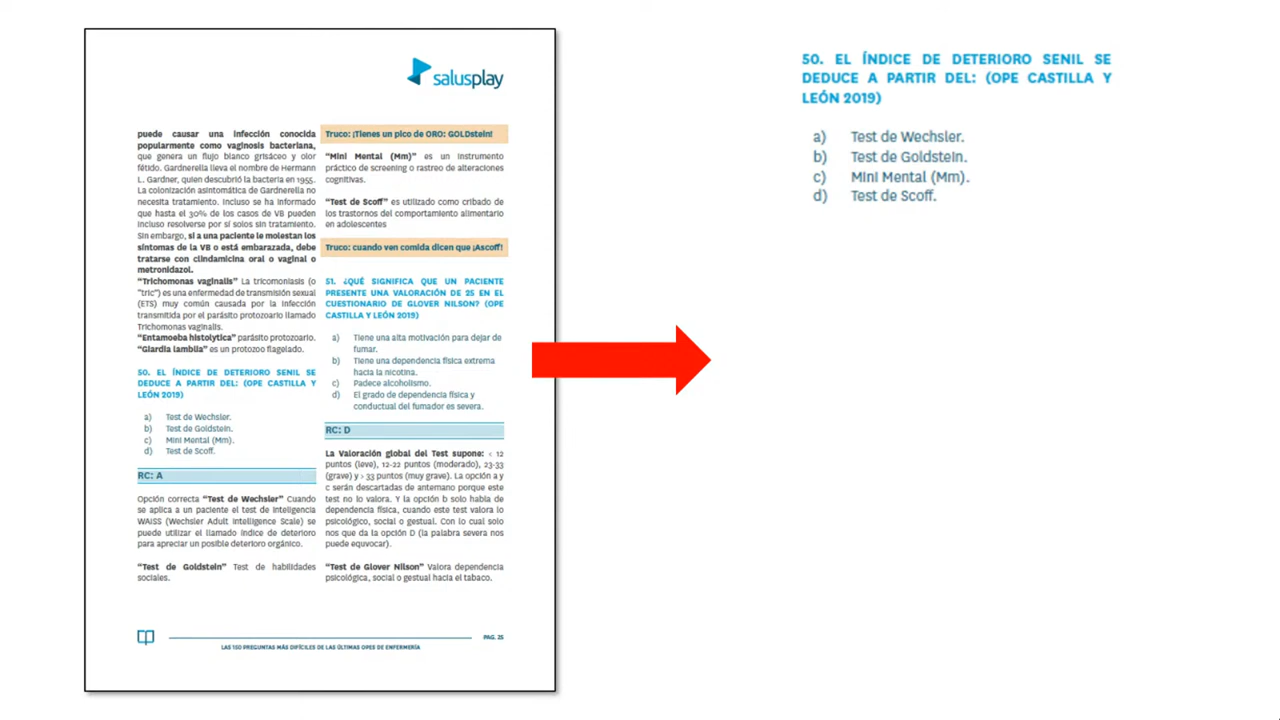 salusplay
puede causar una infección conocida
popularmente como vaginosis bacteriana,
que genera un flujo blanco grisáceo y olor
fétido. Gardnerella lleva el nombre de Hermann
L. Gardner, quien descubrió la bacteria en 1955.
La colonización asintomática de Gardnerella no
necesita tratamiento. Incluso se ha informado
que hasta el 30% de los casos de VB pueden
incluso resolverse por sí solos sin tratamiento.
Sin embargo, si a una paciente le molestan los
síntomas de la VB o está embarazada, debe
tratarse con clindamicina oral o vaginal o
metronidazol.
"Trichomonas vaginalis" La tricomoniasis (o
"tric") es una enfermedad de transmisión sexual
(ETS) muy común causada por la infección
transmitida por el parásito protozoario llamado
Trichomonas vaginalis.
"Entamoeba histolytica" parásito protozoario.
"Giardia lamblia" es un protozoo flagelado.
50. EL ÍNDICE DE DETERIORO SENIL SE
DEDUCE A PARTIR DEL: (OPE CASTILLA Y
LEÓN 2019)
a) Test de Wechsler.
b) Test de Goldstein.
c) Mini Mental (Mm).
d) Test de Scoff.
RC: A
Opción correcta "Test de Wechsler" Cuando
se aplica a un paciente el test de inteligencia
WAISS (Wechsler Adult Intelligence Scale) se
puede utilizar el llamado índice de deterioro
para apreciar un posible deterioro orgánico.
"Test de Goldstein" Test de habilidades
sociales.
Truco: ¡Tienes un pico de ORO: GOLDstein!
"Mini Mental (Mm)" es un instrumento
práctico de screening o rastreo de alteraciones
cognitivas.
"Test de Scoff" es utilizado como cribado de
los trastornos del comportamiento alimentario
en adolescentes
Truco: cuando ven comida dicen que ¡Ascoff!
51. ¿QUÉ SIGNIFICA QUE UN PACIENTE
PRESENTE UNA VALORACIÓN DE 25 EN EL
CUESTIONARIO DE GLOVER NILSON? (OPE
CASTILLA Y LEÓN 2019)
a) Tiene una alta motivación para dejar de
fumar.
b) Tiene una dependencia física extrema
hacia la nicotina.
c) Padece alcoholismo.
d) El grado de dependencia física y
conductual del fumador es severa.
RC: D
La Valoración global del Test supone: < 12
puntos (leve), 12-22 puntos (moderado), 23-33
(grave) y > 33 puntos (muy grave). La opción a y
c serán descartadas de antemano porque este
test no lo valora. Y la opción b solo habla de
dependencia física, cuando este test valora lo
psicológico, social o gestual. Con lo cual solo
nos que da la opción D (la palabra severa nos
puede equvocar).
"Test de Glover Nilson" Valora dependencia
psicológica, social o gestual hacia el tabaco.
PAG. 25
LAS 150 PREGUNTAS MÁS DIFÍCILES DE LAS ÚLTIMAS OPES DE ENFERMERÍA
50. EL ÍNDICE DE DETERIORO SENIL SE
DEDUCE A PARTIR DEL: (OPE CASTILLA Y
LEÓN 2019)
a) Test de Wechsler.
b) Test de Goldstein.
c) Mini Mental (Mm).
d) Test de Scoff.